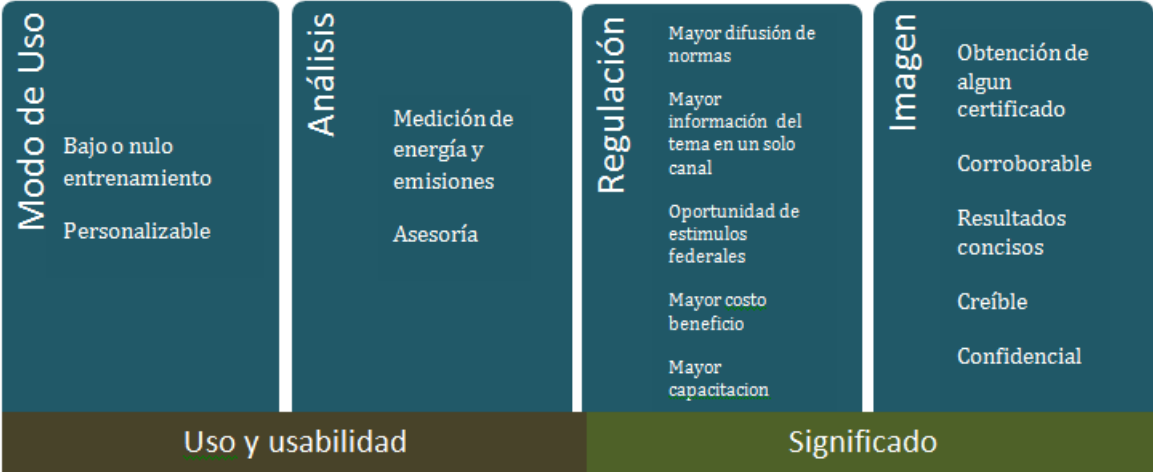 Modo de Uso
Bajo o nulo
entrenamiento
Personalizable
Análisis
Medición de
energía y
emisiones
Asesoría
Regulación
Mayor difusión de
normas
Mayor
información del
tema en un solo
canal
Oportunidad de
estimulos
federales
Mayor costo
beneficio
Mayor
capacitacion
Imagen
Obtención de
algun
certificado
Corroborable
Resultados
concisos
Creíble
Confidencial
Uso y usabilidad
Significado